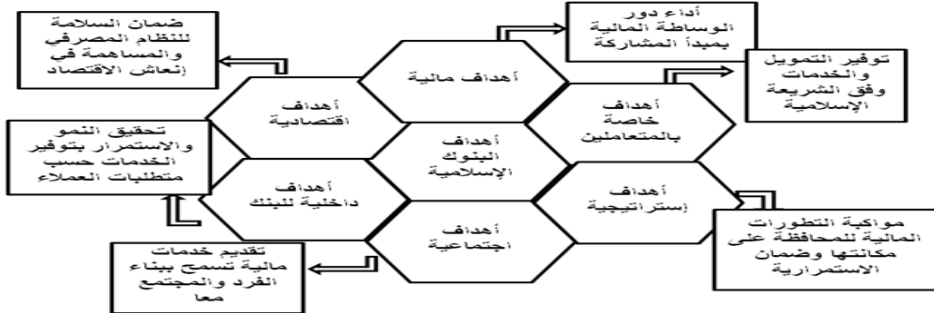 ضمان السلامة
للنظام المصرفي
والمساهمة في
إنعاش الاقتصاد
أداء دور
الوساطة المالية
بمبدأ المشاركة
أهداف مالية
توفير التمويل
والخدمات
وفق الشريعة
الإسلامية
أهداف
اقتصادية
أهداف
خاصة
بالمتعاملين
تحقيق النمو
والاستمرار بتوفير
الخدمات حسب
متطلبات العملاء
أهداف
البنوك
الإسلامية
أهداف
داخلية للبنك
أهداف
إستراتيجية
مواكبة التطورات
المالية للمحافظة على
مكانتها وضمان
الاستمرارية
أهداف
اجتماعية
تقديم خدمات
مالية تسمح ببناء
الفرد والمجتمع
معا